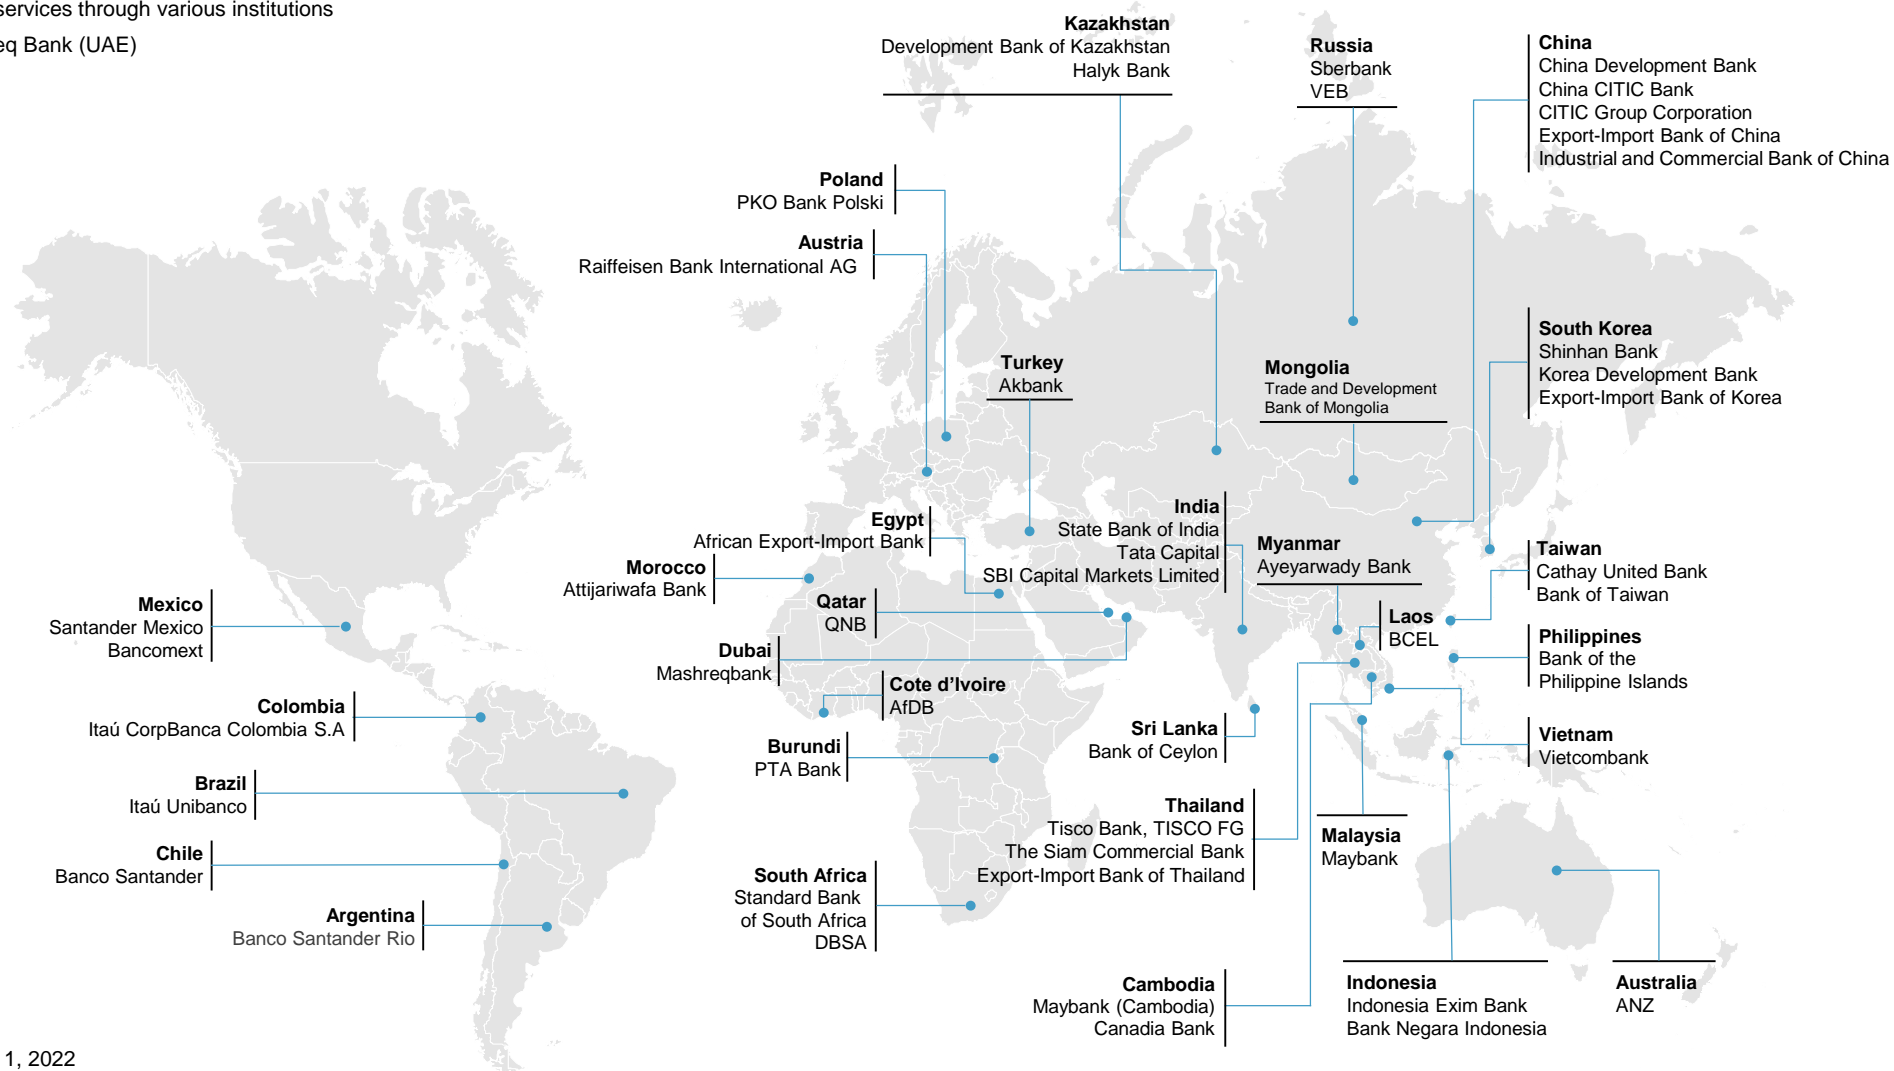 services through various institutions
eq Bank (UAE)
Kazakhstan
Development Bank of Kazakhstan
Halyk Bank
Russia
Sberbank
VEB
China
China Development Bank
China CITIC Bank
CITIC Group Corporation
Export-Import Bank of China
Industrial and Commercial Bank of China
Poland
PKO Bank Polski
Austria
Raiffeisen Bank International AG
Turkey
Akbank
Mongolia
Trade and Development
Bank of Mongolia
South Korea
Shinhan Bank
Korea Development Bank
Export-Import Bank of Korea
India
State Bank of India
Tata Capital
SBI Capital Markets Limited
Egypt
African Export-Import Bank
Myanmar
Ayeyarwady Bank
Morocco
Attijariwafa Bank
Taiwan
Cathay United Bank
Bank of Taiwan
Mexico
Santander Mexico
Bancomext
Qatar
QNB
Laos
BCEL
Dubai
Mashreqbank
Philippines
Bank of the
Philippine Islands
Cote d’Ivoire
AfDB
Colombia
Itaú CorpBanca Colombia S.A
Sri Lanka
Bank of Ceylon
Vietnam
Vietcombank
Burundi
PTA Bank
Brazil
Itaú Unibanco
Thailand
Tisco Bank, TISCO FG
The Siam Commercial Bank
Export-Import Bank of Thailand
Malaysia
Maybank
Chile
Banco Santander
South Africa
Standard Bank
of South Africa
DBSA
Argentina
Banco Santander Rio
Cambodia
Maybank (Cambodia)
Canadia Bank
Indonesia
Indonesia Exim Bank
Bank Negara Indonesia
Australia
ANZ
1, 2022